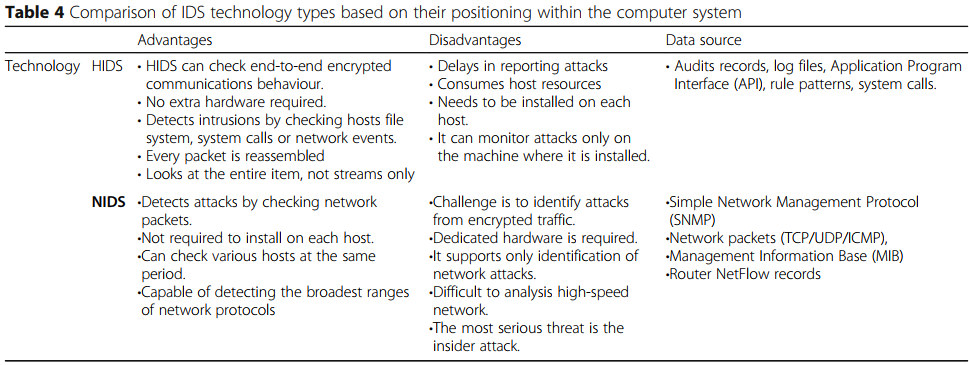 Table 4 Comparison of IDS technology types based on their positioning within the computer system
Advantages Disadvantages Data source
Technology HIDS
• HIDS can check end-to-end encrypted
communications behaviour.
• No extra hardware required.
• Detects intrusions by checking hosts file
system, system calls or network events.
• Every packet is reassembled
• Looks at the entire item, not streams only
• Delays in reporting attacks
• Consumes host resources
• Needs to be installed on each
host.
• It can monitor attacks only on
the machine where it is installed.
• Audits records, log files, Application Program
Interface (API), rule patterns, system calls.
NIDS
•Detects attacks by checking network
packets.
•Not required to install on each host.
•Can check various hosts at the same
period.
•Capable of detecting the broadest ranges
of network protocols
•Challenge is to identify attacks
from encrypted traffic.
•Dedicated hardware is required.
•It supports only identification of
network attacks.
•Difficult to analysis high-speed
network.
•The most serious threat is the
insider attack.
•Simple Network Management Protocol
(SNMP)
•Network packets (TCP/UDP/ICMP),
•Management Information Base (MIB)
•Router NetFlow records